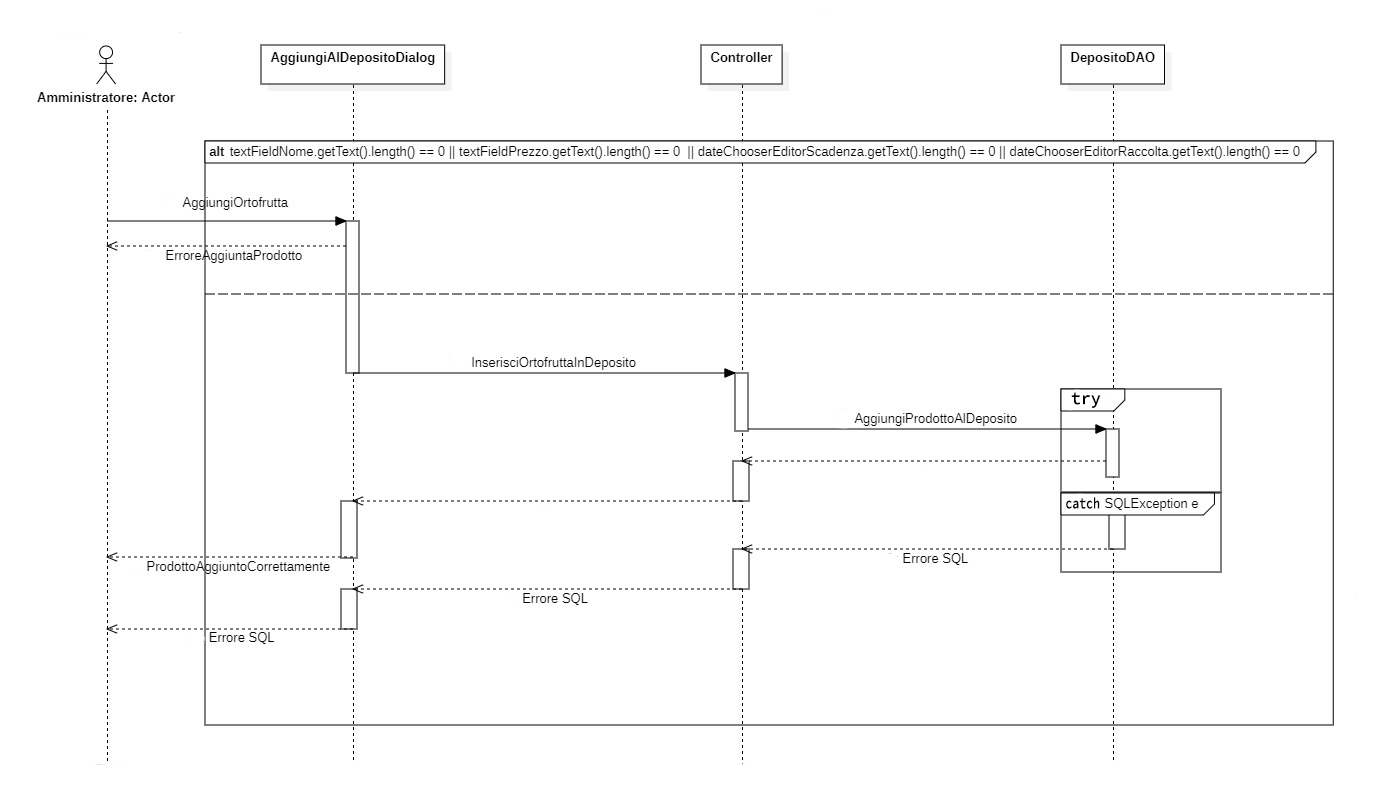 AggiungiAlDepositoDialog
Controller
DepositoDAO
Amministratore: Actor
alt textFieldNome.getText().length() == 0 || textFieldPrezzo.getText().length() == 0 || dateChooserEditorScadenza.getText().length() == 0 || dateChooserEditorRaccolta.getText().length() == 0
AggiungiOrtofrutta
ErroreAggiuntaProdotto
InserisciOrtofruttaInDeposito
try
AggiungiProdottoAlDeposito
catch SQLException e
Errore SQL
ProdottoAggiuntoCorrettamente
Errore SQL
Errore SQL